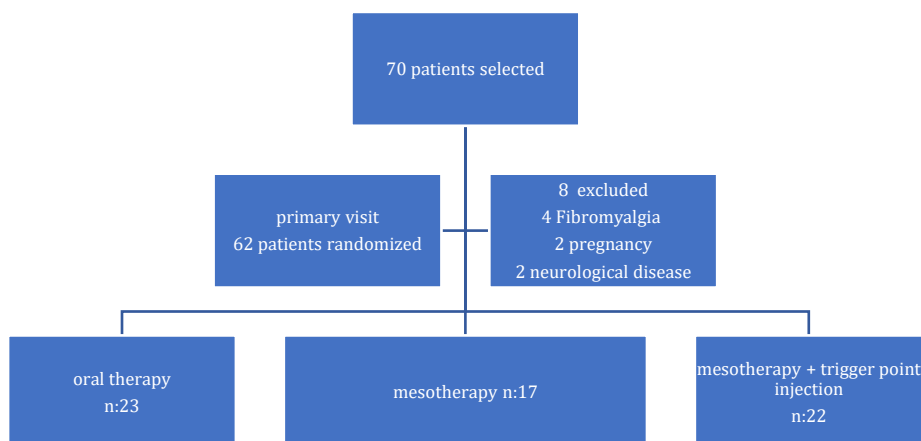 70 patients selected
primary visit
62 patients randomized
8 excluded
4 Fibromyalgia
2 pregnancy
2 neurological disease
oral therapy
n:23
mesotherapy n:17
mesotherapy + trigger point
injection
n:22